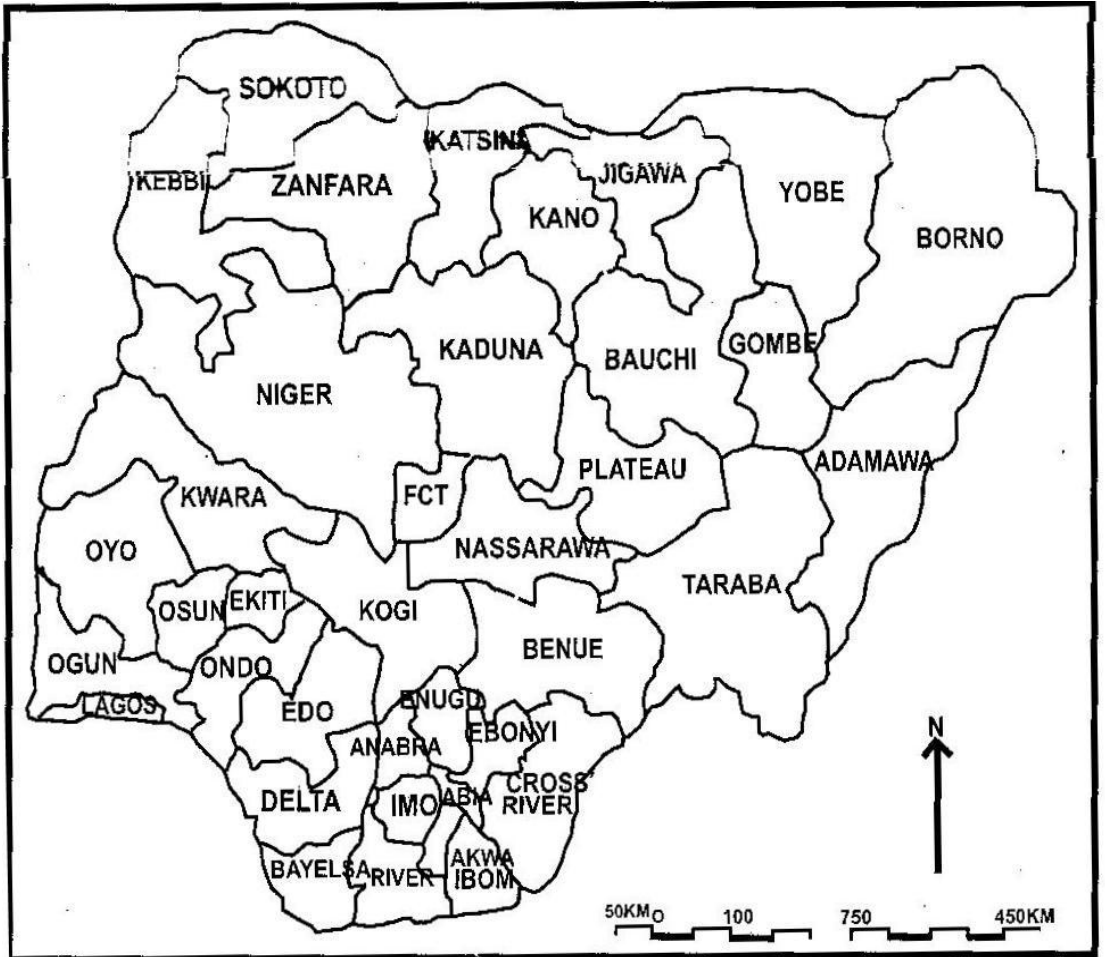 SOKOTO
KATSINA
KEBBI
ZANFARA
JIGAWA
YOBE
KANO
BORNO
KADUNA
BAUCHI
GOMBE
NIGER
PLATEAU
ADAMAWA
KWARA
FCT
OYO
NASSARAWA
TARABA
OSUN
EKITI
KOGI
BENUE
OGUN
ONDO
LAGOS
EDO
ENUGU
EBONYI
ANABRA
DELTA
IMO
ABIA
CROSS
RIVER
BAYELSA
RIVER
AKWA
IBOM
N
50KM 0 100 750 450KM